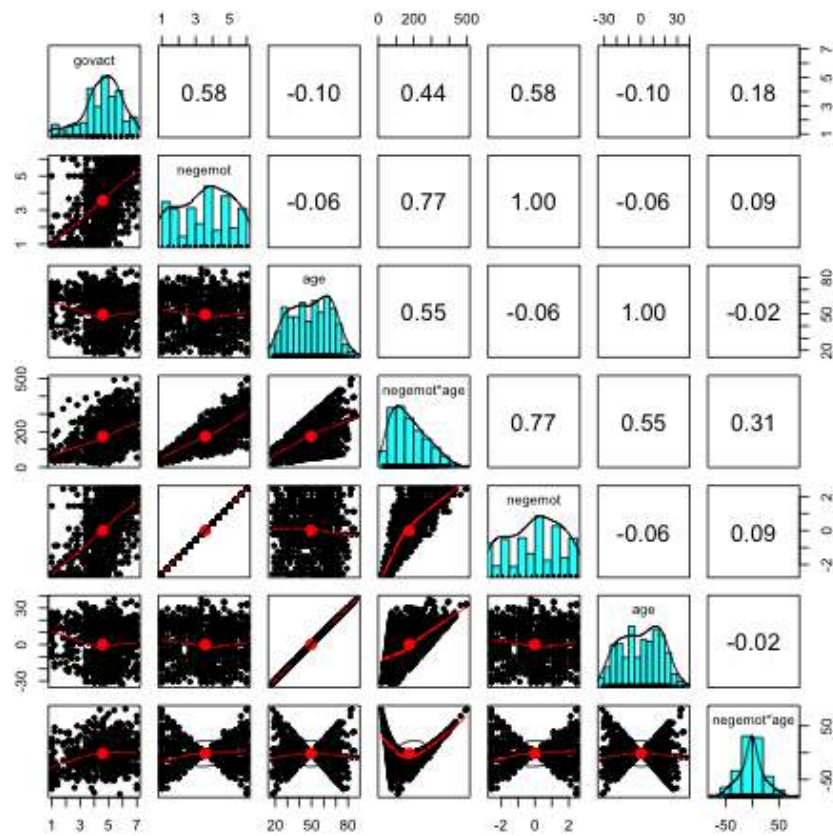 1 3 5 0 200 500 -30 0 30
govact 0.58 -0.10 0.44 0.58 -0.10 0.18 1 3 5 7
1 3 5 negemot -0.06 0.77 1.00 -0.06 0.09
age 0.55 -0.06 1.00 -0.02 20 50 80
0 200 500 negemot*age 0.77 0.55 0.31
negemot -0.06 0.09 -2 0 2
-30 0 30 age -0.02
negemot*age -50 50
1 3 5 7 20 50 80 -2 0 2 -50 50